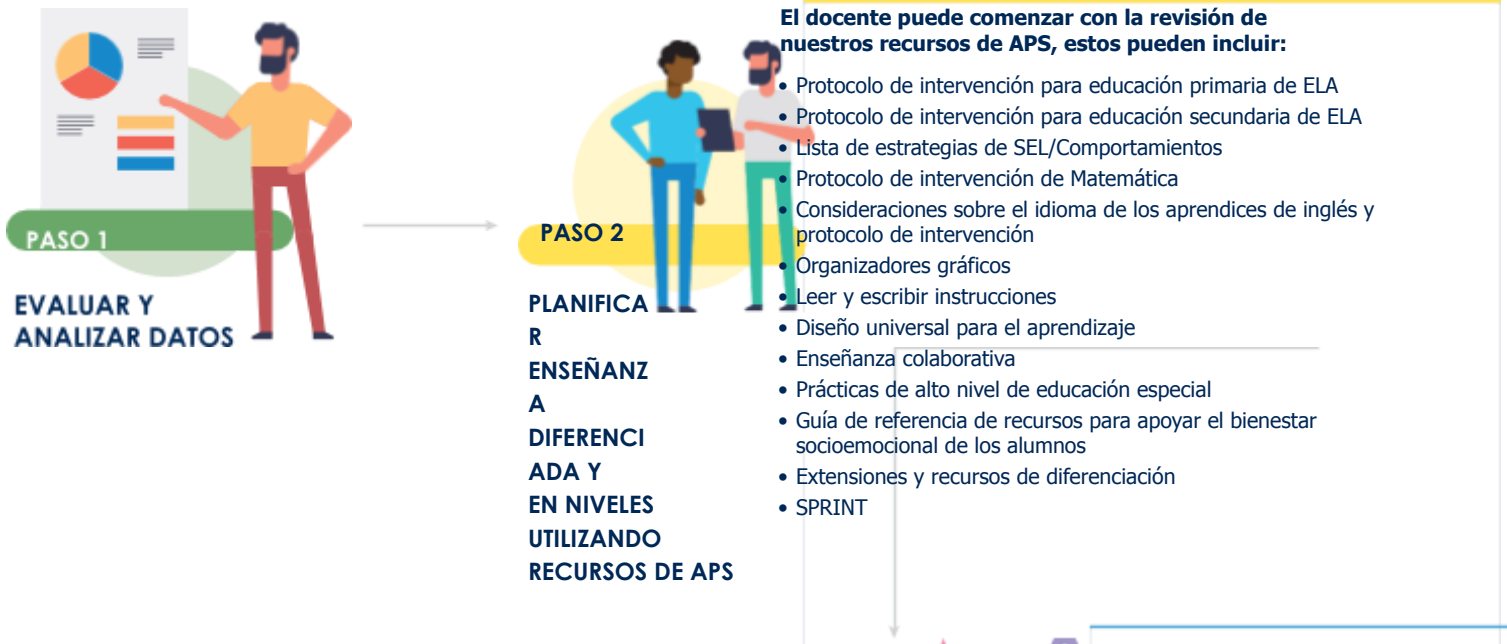 PASO 1
EVALUAR Y
ANALIZAR DATOS
PASO 2
PLANIFICA
R
ENSEÑANZ
A
DIFERENCI
ADA Y
EN NIVELES
UTILIZANDO
RECURSOS DE APS
El docente puede comenzar con la revisión de
nuestros recursos de APS, estos pueden incluir:
• Protocolo de intervención para educación primaria de ELA
• Protocolo de intervención para educación secundaria de ELA
• Lista de estrategias de SEL/Comportamientos
• Protocolo de intervención de Matemática
• Consideraciones sobre el idioma de los aprendices de inglés y
protocolo de intervención
• Organizadores gráficos
• Leer y escribir instrucciones
• Diseño universal para el aprendizaje
• Enseñanza colaborativa
• Prácticas de alto nivel de educación especial
• Guía de referencia de recursos para apoyar el bienestar
socioemocional de los alumnos
• Extensiones y recursos de diferenciación
• SPRINT